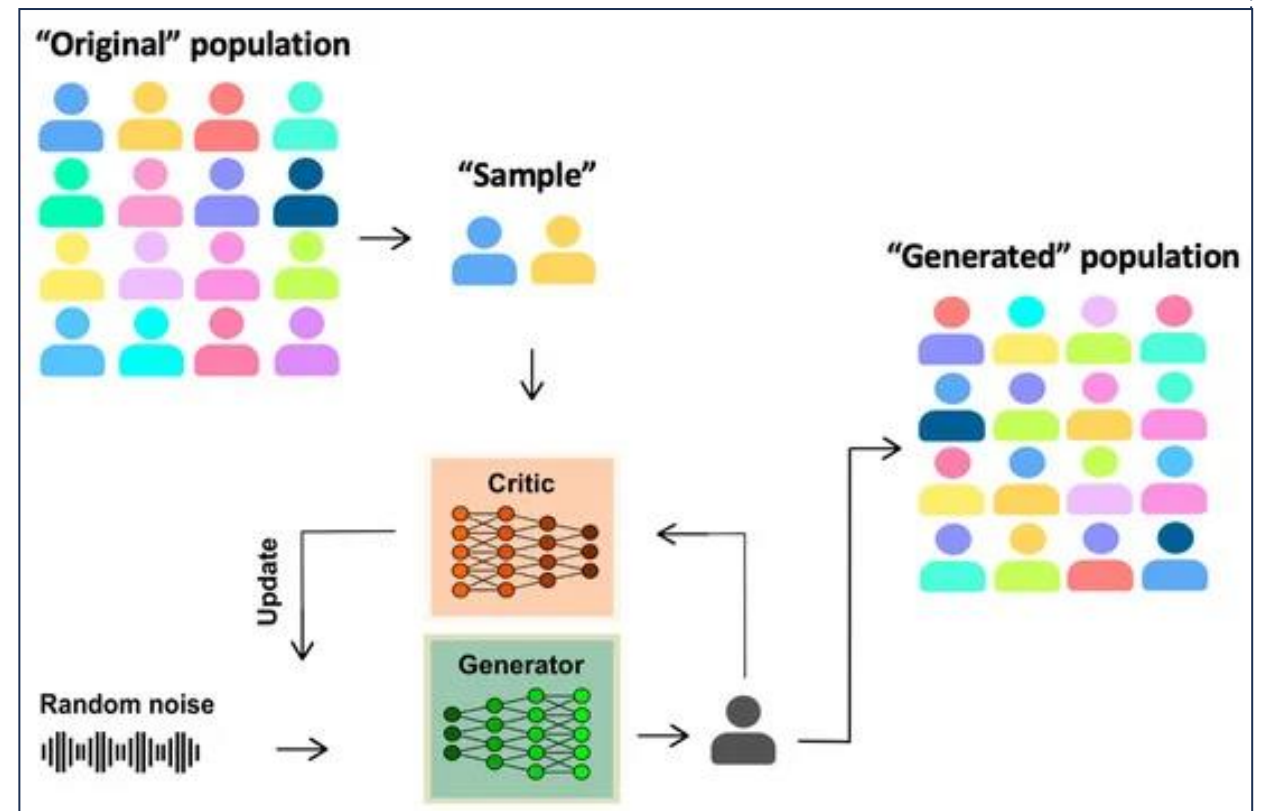 “Original” population
“Sample”
“Generated” population
Critic
Update
Generator
Random noise